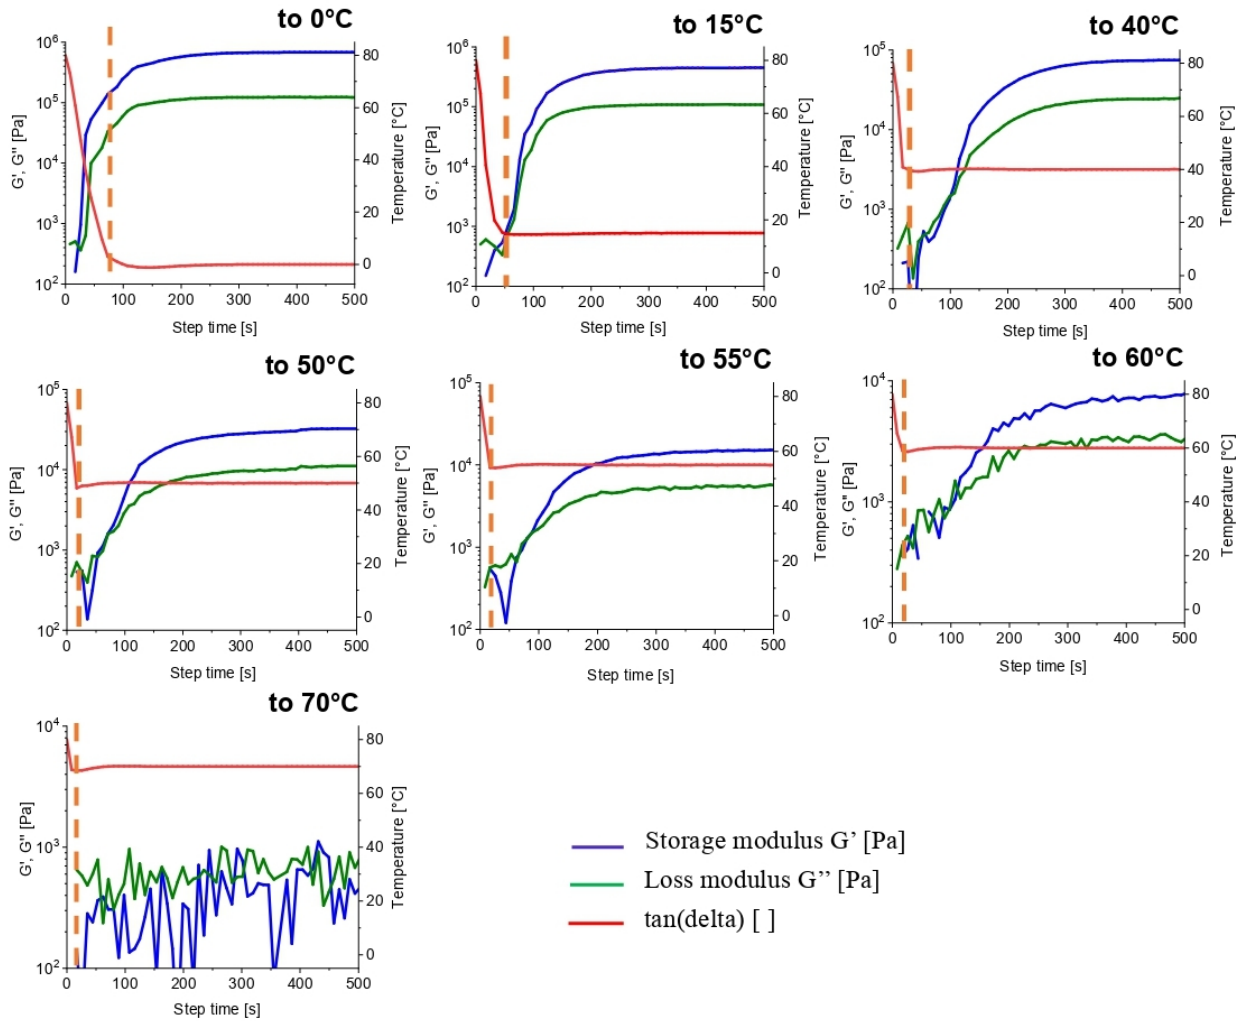 to 0°C
10⁶
10⁵
10⁴
10³
10²
G', G'' [Pa]
80
60
40
20
0
Temperature [°C]
0 100 200 300 400 500
Step time [s]
to 15°C
10⁶
10⁵
10⁴
10³
10²
G', G'' [Pa]
80
60
40
20
0
Temperature [°C]
0 100 200 300 400 500
Step time [s]
to 40°C
10⁵
10⁴
10³
10²
G', G'' [Pa]
80
60
40
20
0
Temperature [°C]
0 100 200 300 400 500
Step time [s]
to 50°C
10⁵
10⁴
10³
10²
G', G'' [Pa]
80
60
40
20
0
Temperature [°C]
0 100 200 300 400 500
Step time [s]
to 55°C
10⁵
10⁴
10³
10²
G', G'' [Pa]
80
60
40
20
0
Temperature [°C]
0 100 200 300 400 500
Step time [s]
to 60°C
10⁴
10³
10²
G', G'' [Pa]
80
60
40
20
0
Temperature [°C]
0 100 200 300 400 500
Step time [s]
to 70°C
10⁴
10³
10²
G', G'' [Pa]
80
60
40
20
0
Temperature [°C]
0 100 200 300 400 500
Step time [s]
Storage modulus G’ [Pa]
Loss modulus G’’ [Pa]
tan(delta) [ ]